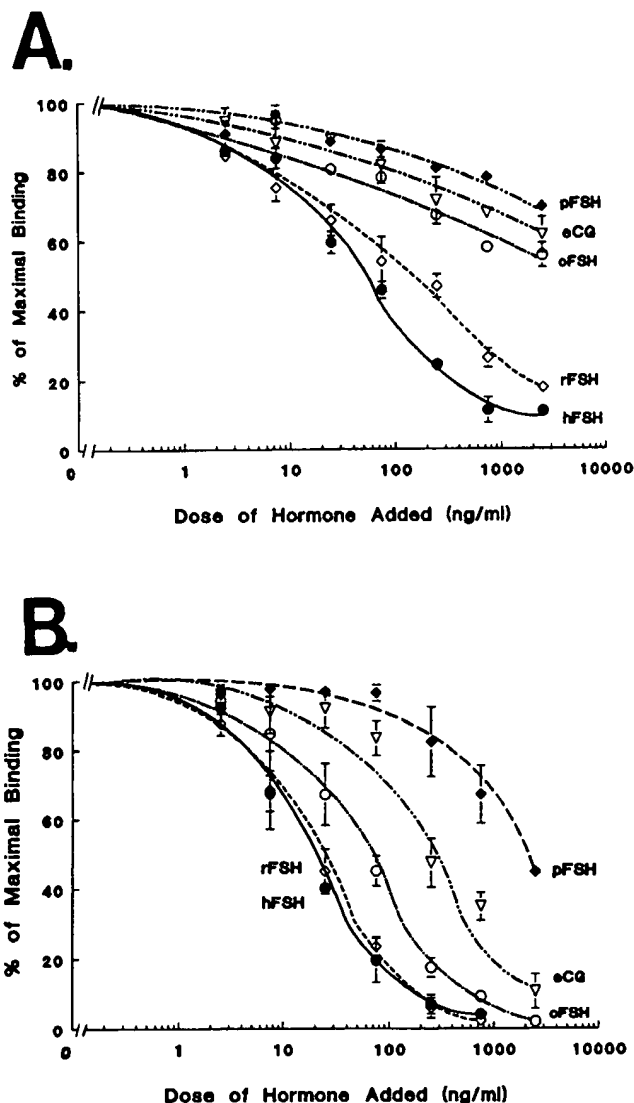 A.
100
80
60
40
20
0
% of Maximal Binding
pFSH
eCG
oFSH
rFSH
hFSH
0 1 10 100 1000 10000
Dose of Hormone Added (ng/ml)
B.
100
80
60
40
20
0
% of Maximal Binding
rFSH
hFSH
pFSH
eCG
oFSH
0 1 10 100 1000 10000
Dose of Hormone Added (ng/ml)